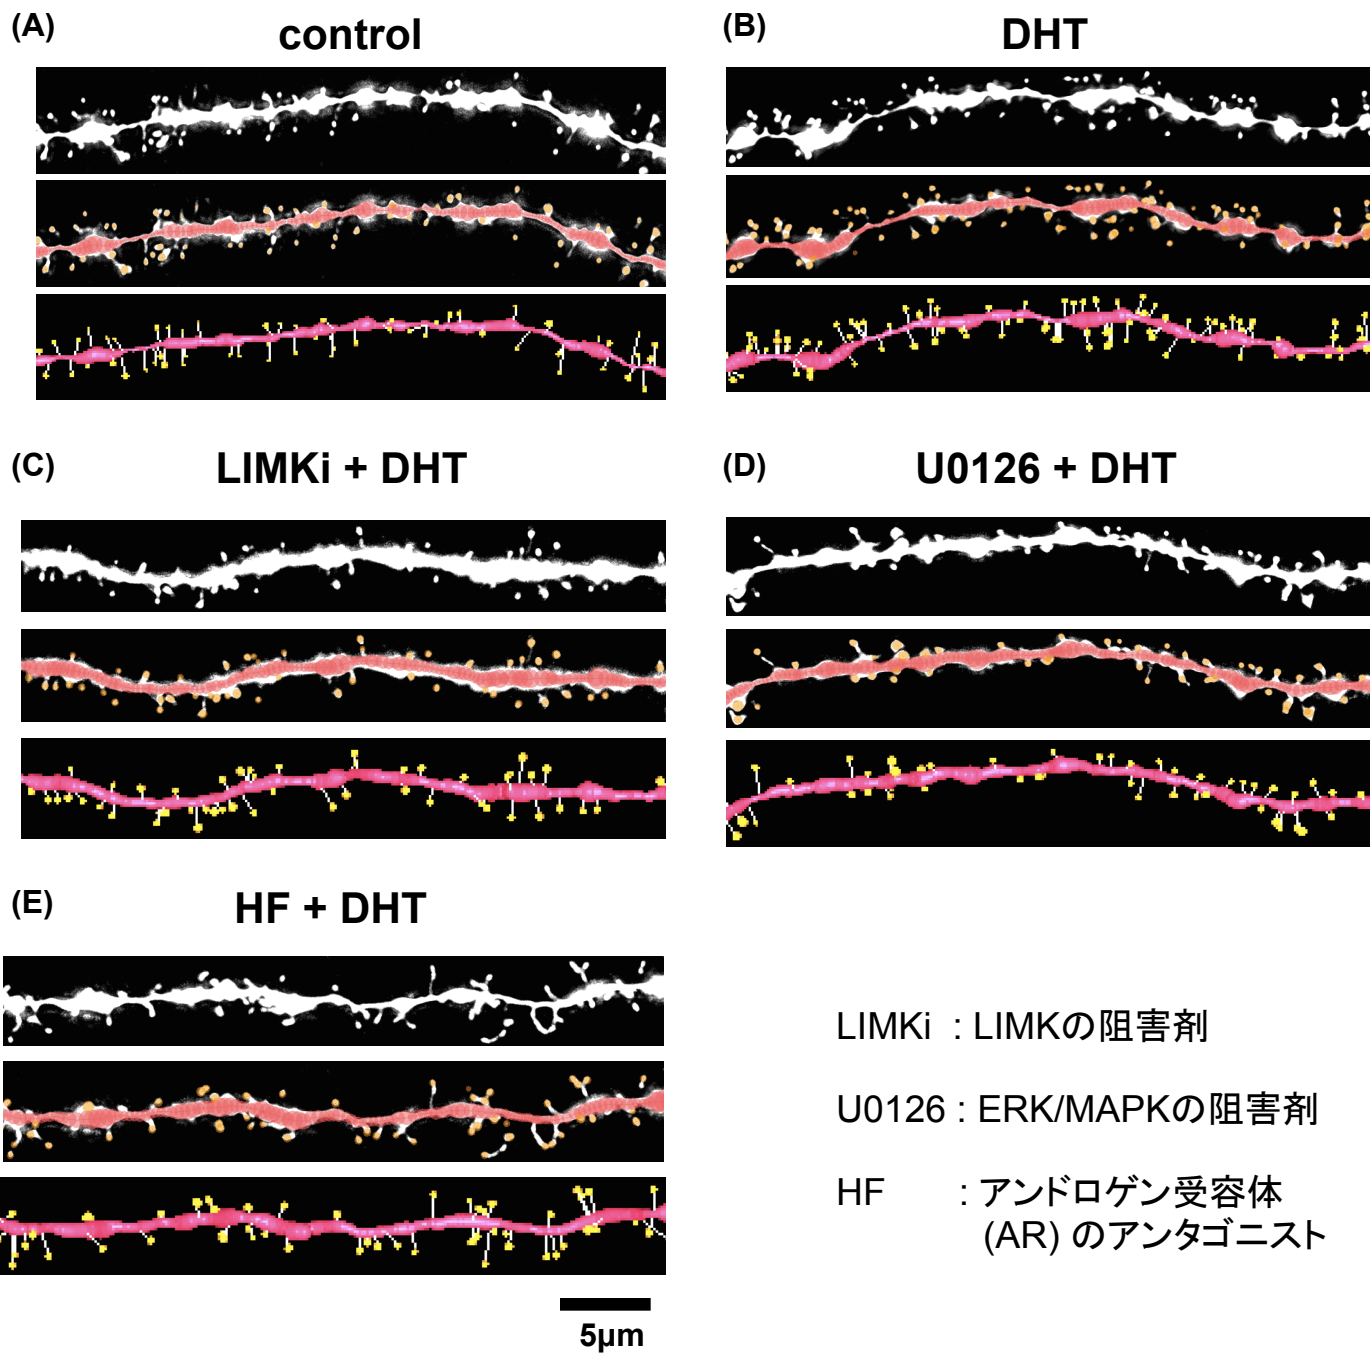 (A)
control
(B)
DHT
(C)
LIMKi + DHT
(D)
U0126 + DHT
(E)
HF + DHT
LIMKi : LIMKの阻害剤
U0126 : ERK/MAPKの阻害剤
HF : アンドロゲン受容体
(AR) のアンタゴニスト
5μm